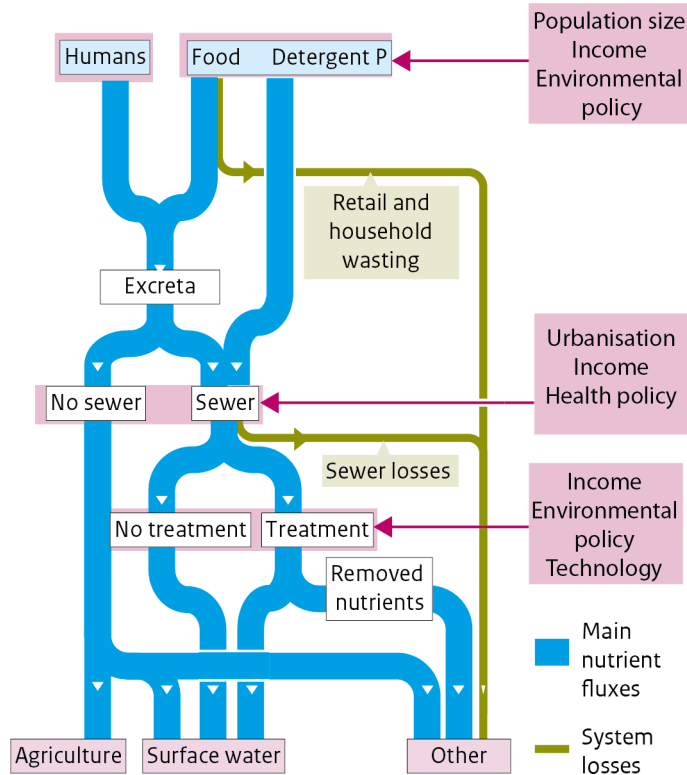 Humans
Food
Detergent P
Population size
Income
Environmental
policy
Retail and
household
wasting
Excreta
Urbanisation
Income
Health policy
No sewer
Sewer
Sewer losses
Income
Environmental
policy
Technology
No treatment
Treatment
Removed
nutrients
Main
nutrient
fluxes
System
losses
Agriculture
Surface water
Other